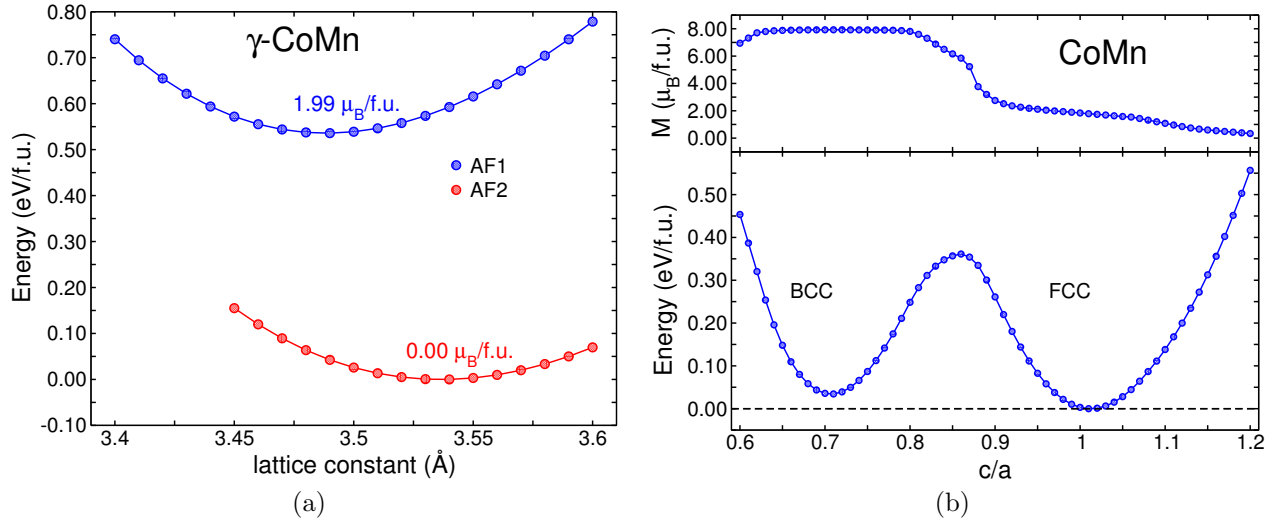 γ-CoMn
0.80
0.70
0.60
0.50
0.40
0.30
0.20
0.10
0.00
-0.10
Energy (eV/f.u.)
1.99 μB/f.u.
AF1
AF2
0.00 μB/f.u.
3.4 3.45 3.5 3.55 3.6
lattice constant (Å)
(a)
CoMn
8.00
6.00
4.00
2.00
0.00
M (μB/f.u.)
0.50
0.40
0.30
0.20
0.10
0.00
Energy (eV/f.u.)
BCC FCC
0.6 0.7 0.8 0.9 1 1.1 1.2
c/a
(b)